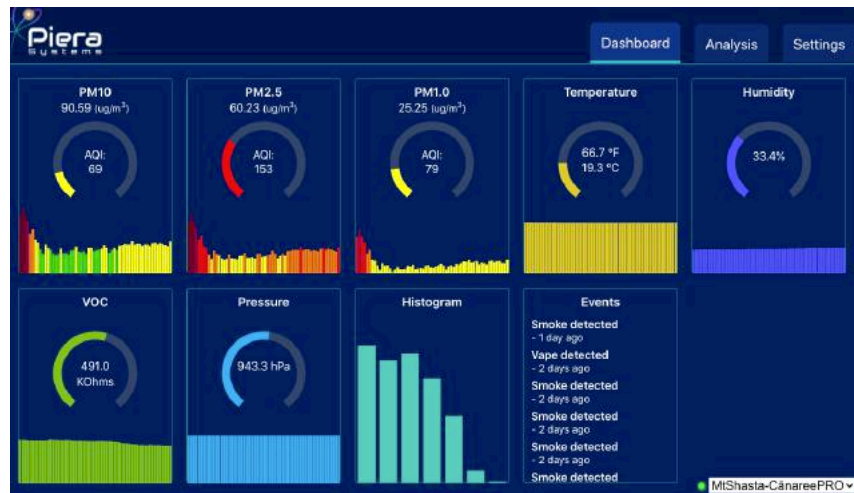 Piera
Systems
Dashboard
Analysis
Settings
PM10
90.59 (ug/m³)
AQI:
69
PM2.5
60.23 (ug/m³)
AQI:
153
PM1.0
25.25 (ug/m³)
AQI:
79
Temperature
66.7 °F
19.3 °C
Humidity
33.4%
VOC
491.0
KOhms
Pressure
943.3 hPa
Histogram
Events
Smoke detected
- 1 day ago
Vape detected
- 2 days ago
Smoke detected
- 2 days ago
Smoke detected
- 2 days ago
Smoke detected
- 2 days ago
Smoke detected
MtShasta-CànareePRO